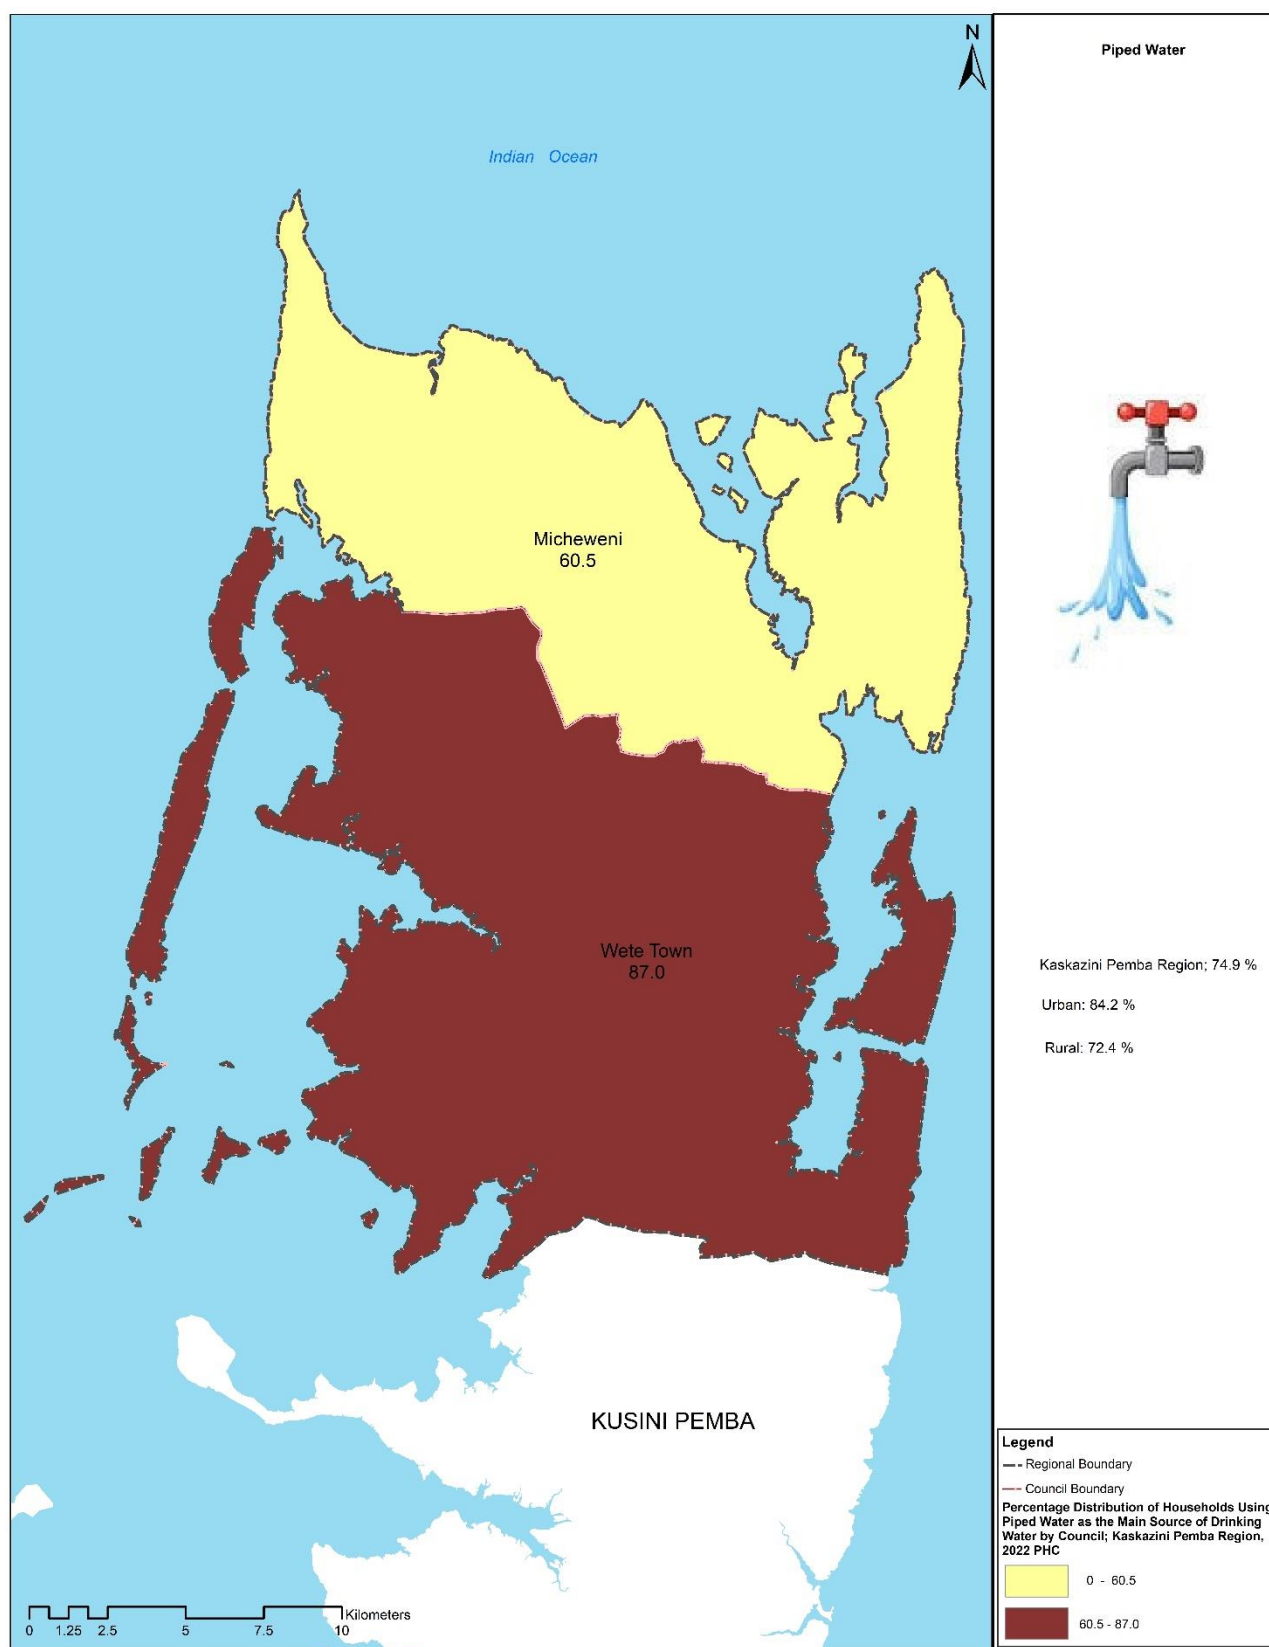 N
Piped Water
Indian Ocean
Micheweni
60.5
Wete Town
87.0
Kaskazini Pemba Region; 74.9 %
Urban: 84.2 %
Rural: 72.4 %
KUSINI PEMBA
Legend
Regional Boundary
Council Boundary
Percentage Distribution of Households Using
Piped Water as the Main Source of Drinking
Water by Council; Kaskazini Pemba Region,
2022 PHC
0 - 60.5
60.5 - 87.0
Kilometers
0 1.25 2.5 5 7.5 10